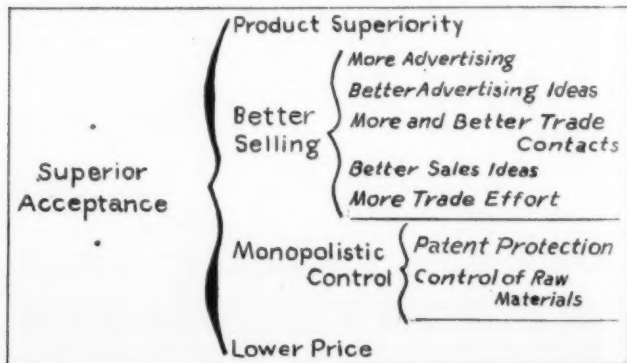 Product Superiority
More Advertising
Better Advertising Ideas
Better
Selling
More and Better Trade
Contacts
Better Sales Ideas
More Trade Effort
Superior
Acceptance
Monopolistic
Control
Patent Protection
Control of Raw
Materials
Lower Price